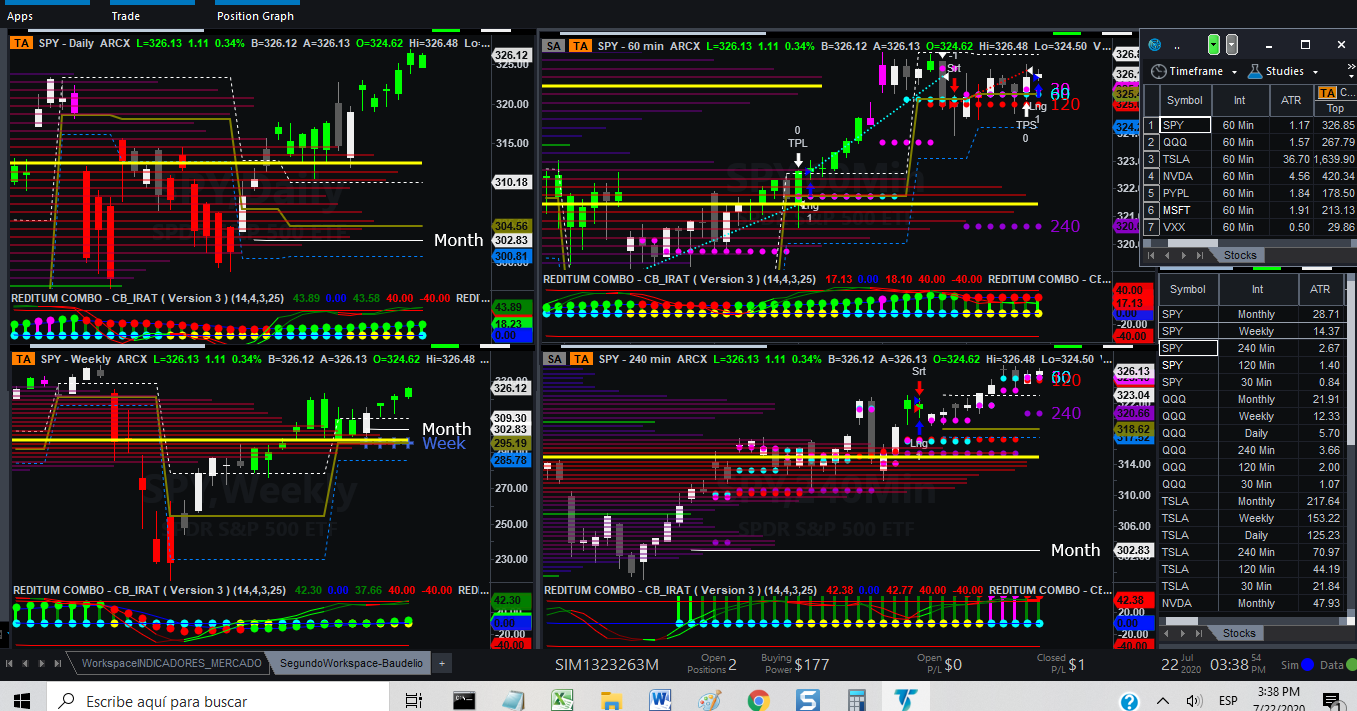 Apps Trade Position Graph
TA SPY - Daily ARCX L=326.13 1.11 0.34% B=326.12 A=326.13 O=324.62 Hi=326.48 Lo:...
326.12
325.00
320.00
315.00
310.18
304.56
302.83
300.81
Month
SPY,Daily
SPDR S&P 500 ETF
REDITUM COMBO - CB_IRAT ( Version 3 ) (14,4,3,25) 43.89 0.00 43.58 40.00 -40.00 REDI...
43.89
18.23
0.00
SA TA SPY - 60 min ARCX L=326.13 1.11 0.34% B=326.12 A=326.13 O=324.62 Hi=326.48 Lo=324.50 V...
Srt
0
TPL
Lng
1
Lng
1
TPS
0
60
120
240
322.
320.
REDITUM COMBO - CB_IRAT ( Version 3 ) (14,4,3,25) 17.13 0.00 18.19 40.00 -40.00 REDITUM COMBO - CE...
40.00
17.13
0.00
-20.00
-40.00
TA SPY - Weekly ARCX L=326.13 1.11 0.34% B=326.12 A=326.13 O=324.62 Hi=326.48 ...
326.12
309.30
302.83
295.19
285.78
270.00
250.00
230.00
Month
Week
SPY,Weekly
SPDR S&P 500 ETF
REDITUM COMBO - CB_IRAT ( Version 3 ) (14,4,3,25) 42.30 0.00 37.66 40.00 -40.00 RED...
42.30
-20.00
SA TA SPY - 240 min ARCX L=326.13 1.11 0.34% B=326.12 A=326.13 O=324.62 Hi=326.48 Lo=324.50 V...
Srt
Lng
60
240
326.13
323.04
320.66
318.62
317.52
314.00
310.00
306.00
302.83
Month
SPDR S&P 500 ETF
REDITUM COMBO - CB_IRAT ( Version 3 ) (14,4,3,25) 42.38 0.00 42.77 40.00 -40.00 REDITUM COMBO - CE...
42.38
20.00
0.00
-20.00
..
Timeframe Studies »
Symbol Int ATR TA C...
Top
1 SPY 60 Min 1.17 326.85
2 QQQ 60 Min 1.57 267.79
3 TSLA 60 Min 36.70 1,639.90
4 NVDA 60 Min 4.56 420.34
5 PYPL 60 Min 1.84 178.50
6 MSFT 60 Min 1.91 213.13
7 VXX 60 Min 0.50 29.86
Stocks
Symbol Int ATR
SPY Monthly 28.71
SPY Weekly 14.37
SPY 240 Min 2.67
SPY 120 Min 1.40
SPY 30 Min 0.84
QQQ Monthly 21.91
QQQ Weekly 12.33
QQQ Daily 5.70
QQQ 240 Min 3.66
QQQ 120 Min 2.00
QQQ 30 Min 1.07
TSLA Monthly 217.64
TSLA Weekly 153.22
TSLA Daily 125.23
TSLA 240 Min 70.97
TSLA 120 Min 44.19
TSLA 30 Min 21.84
NVDA Monthly 47.93
Stocks
WorkspaceINDICADORES_MERCADO SegundoWorkspace-Baudelio +
SIM1323263M Open Positions 2 Buying Power $177 Open P/L $0 Closed P/L $1 22 Jul 2020 03:38 54 PM Sim Data
Escribe aquí para buscar
ESP
3:38 PM
7/22/2020